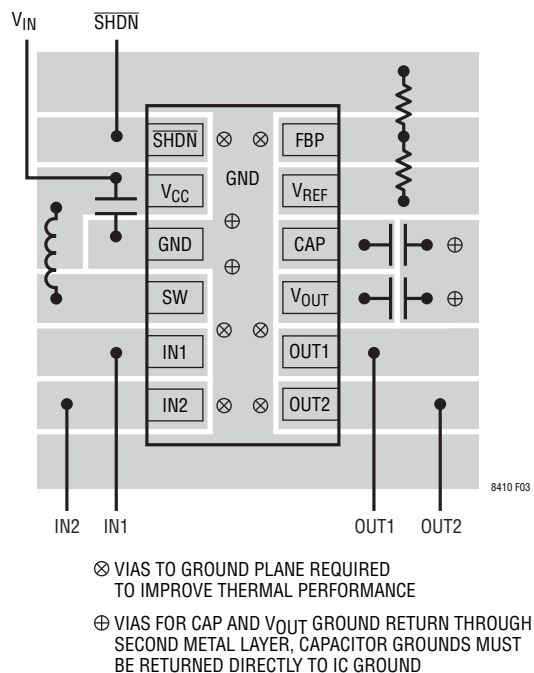 VIN SHDN
SHDN FBP
GND
VCC VREF
GND CAP
SW VOUT
IN1 OUT1
IN2 OUT2
8410 F03
IN2 IN1 OUT1 OUT2
⊗ VIAS TO GROUND PLANE REQUIRED
TO IMPROVE THERMAL PERFORMANCE
⊕ VIAS FOR CAP AND VOUT GROUND RETURN THROUGH
SECOND METAL LAYER, CAPACITOR GROUNDS MUST
BE RETURNED DIRECTLY TO IC GROUND